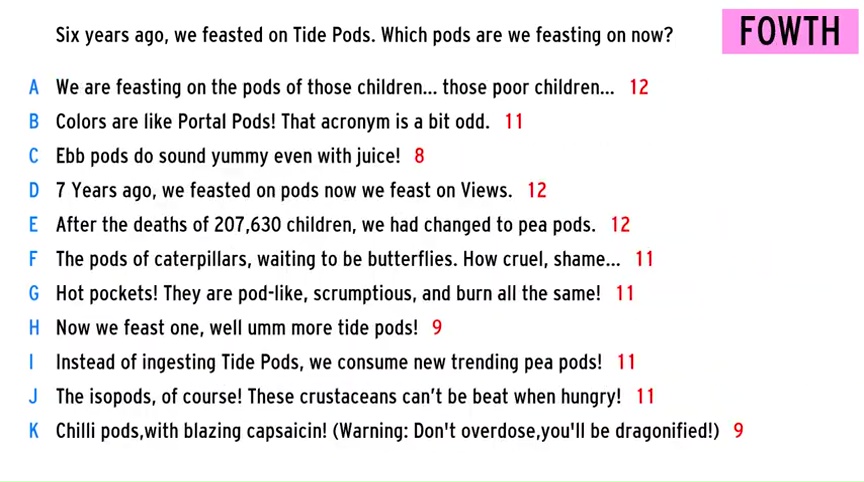 Six years ago, we feasted on Tide Pods. Which pods are we feasting on now?
FOWTH
A We are feasting on the pods of those children... those poor children... 12
B Colors are like Portal Pods! That acronym is a bit odd. 11
C Ebb pods do sound yummy even with juice! 8
D 7 Years ago, we feasted on pods now we feast on Views. 12
E After the deaths of 207,630 children, we had changed to pea pods. 12
F The pods of caterpillars, waiting to be butterflies. How cruel, shame... 11
G Hot pockets! They are pod-like, scrumptious, and burn all the same! 11
H Now we feast one, well umm more tide pods! 9
I Instead of ingesting Tide Pods, we consume new trending pea pods! 11
J The isopods, of course! These crustaceans can't be beat when hungry! 11
K Chilli pods,with blazing capsaicin! (Warning: Don't overdose,you'll be dragonified!) 9